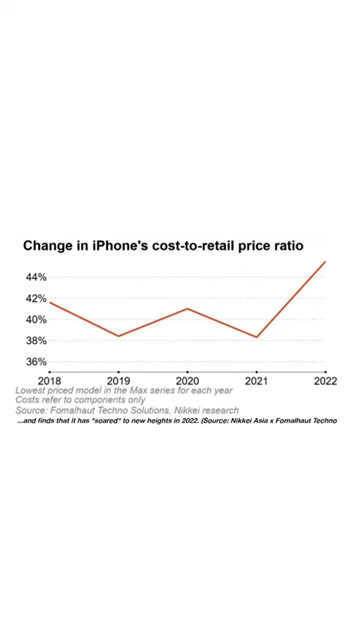 Change in iPhone's cost-to-retail price ratio
44%
42%
40%
38%
36%
2018 2019 2020 2021 2022
Lowest priced model in the Max series for each year
Costs refer to components only
Source: Fomalhaut Techno Solutions, Nikkei research
...and finds that it has "soared" to new heights in 2022. (Source: Nikkei Asia x Fomalhaut Techno